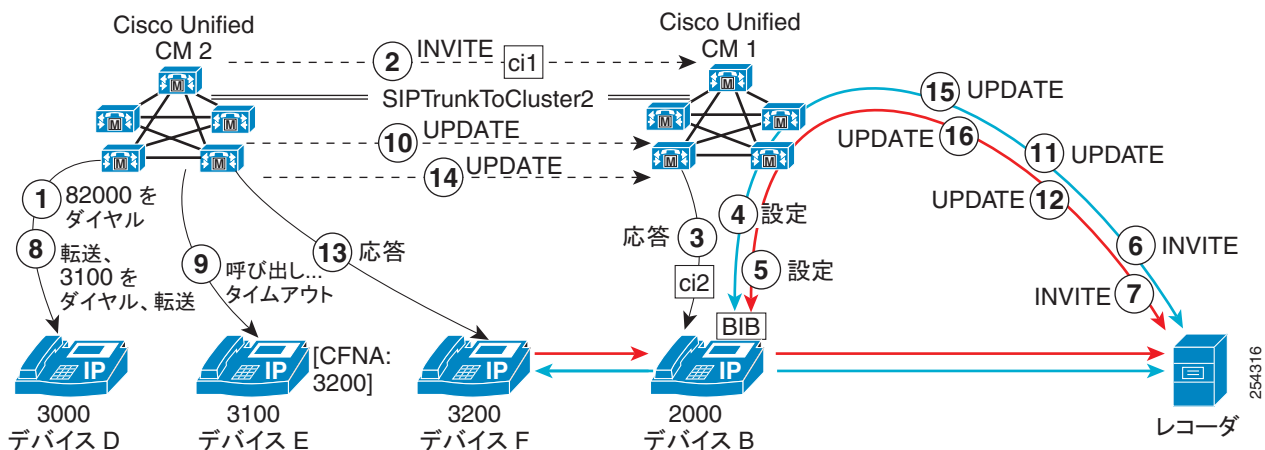 Cisco Unified
CM 2
Cisco Unified
CM 1
2 INVITE ci1
SIPTrunkToCluster2
10 UPDATE
14 UPDATE
15 UPDATE
UPDATE 16
11 UPDATE
UPDATE 12
1 82000 を
ダイヤル
8 転送、
3100 を
ダイヤル、転送
9 呼び出し...
タイムアウト
13 応答
応答 3
ci2
4 設定
5 設定
6 INVITE
INVITE 7
BIB
M
M
M
M
M
M
M
M
M
M
IP
IP
IP
IP
[CFNA:
3200]
3000
デバイス D
3100
デバイス E
3200
デバイス F
2000
デバイス B
レコーダ
254316